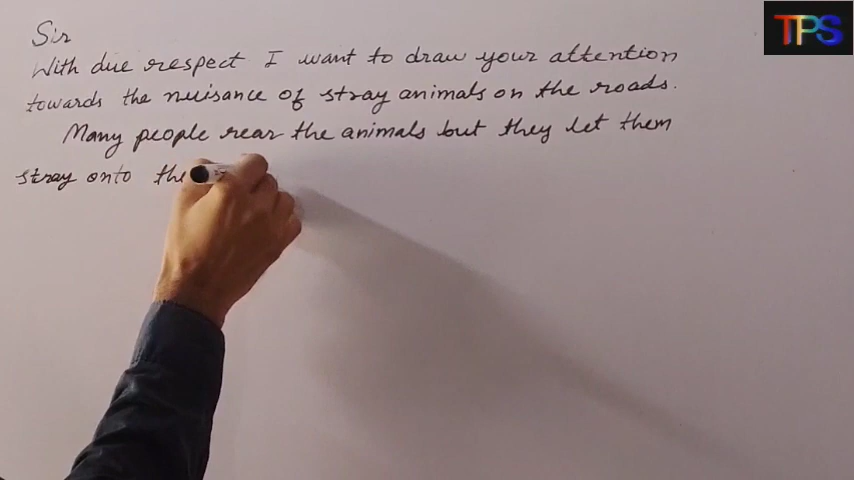 TPS
Sir
With due respect I want to draw your attention
towards the nuisance of stray animals on the roads.
Many people rear the animals but they let them
stray onto the